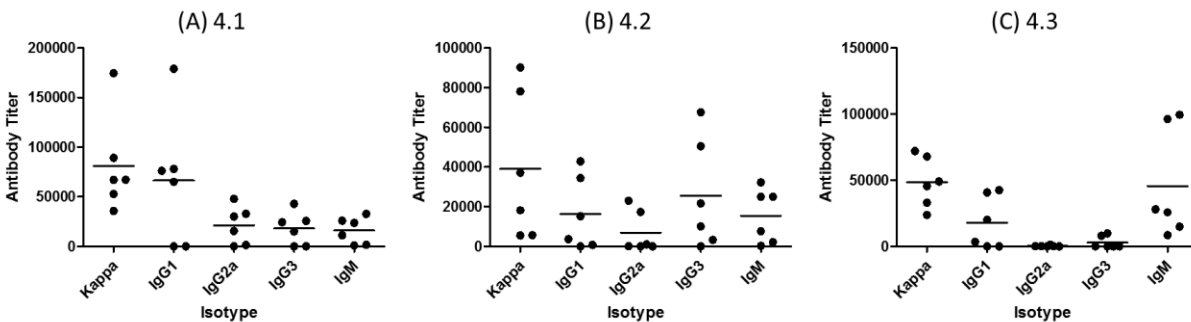 (A) 4.1
200000
150000
100000
50000
0
Antibody Titer
Kappa
IgG1
IgG2a
IgG3
IgM
Isotype
(B) 4.2
100000
80000
60000
40000
20000
0
Antibody Titer
Kappa
IgG1
IgG2a
IgG3
IgM
Isotype
(C) 4.3
150000
100000
50000
0
Antibody Titer
Kappa
IgG1
IgG2a
IgG3
IgM
Isotype